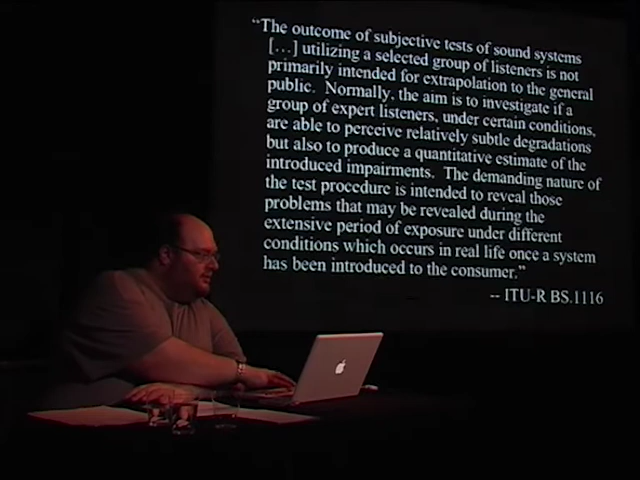 “The outcome of subjective tests of sound systems
[…] utilizing a selected group of listeners is not
primarily intended for extrapolation to the general
public.  Normally, the aim is to investigate if a
group of expert listeners, under certain conditions,
are able to perceive relatively subtle degradations
but also to produce a quantitative estimate of the
introduced impairments.  The demanding nature of
the test procedure is intended to reveal those
problems that may be revealed during the
extensive period of exposure under different
conditions which occurs in real life once a system
has been introduced to the consumer.”
-- ITU-R BS.1116